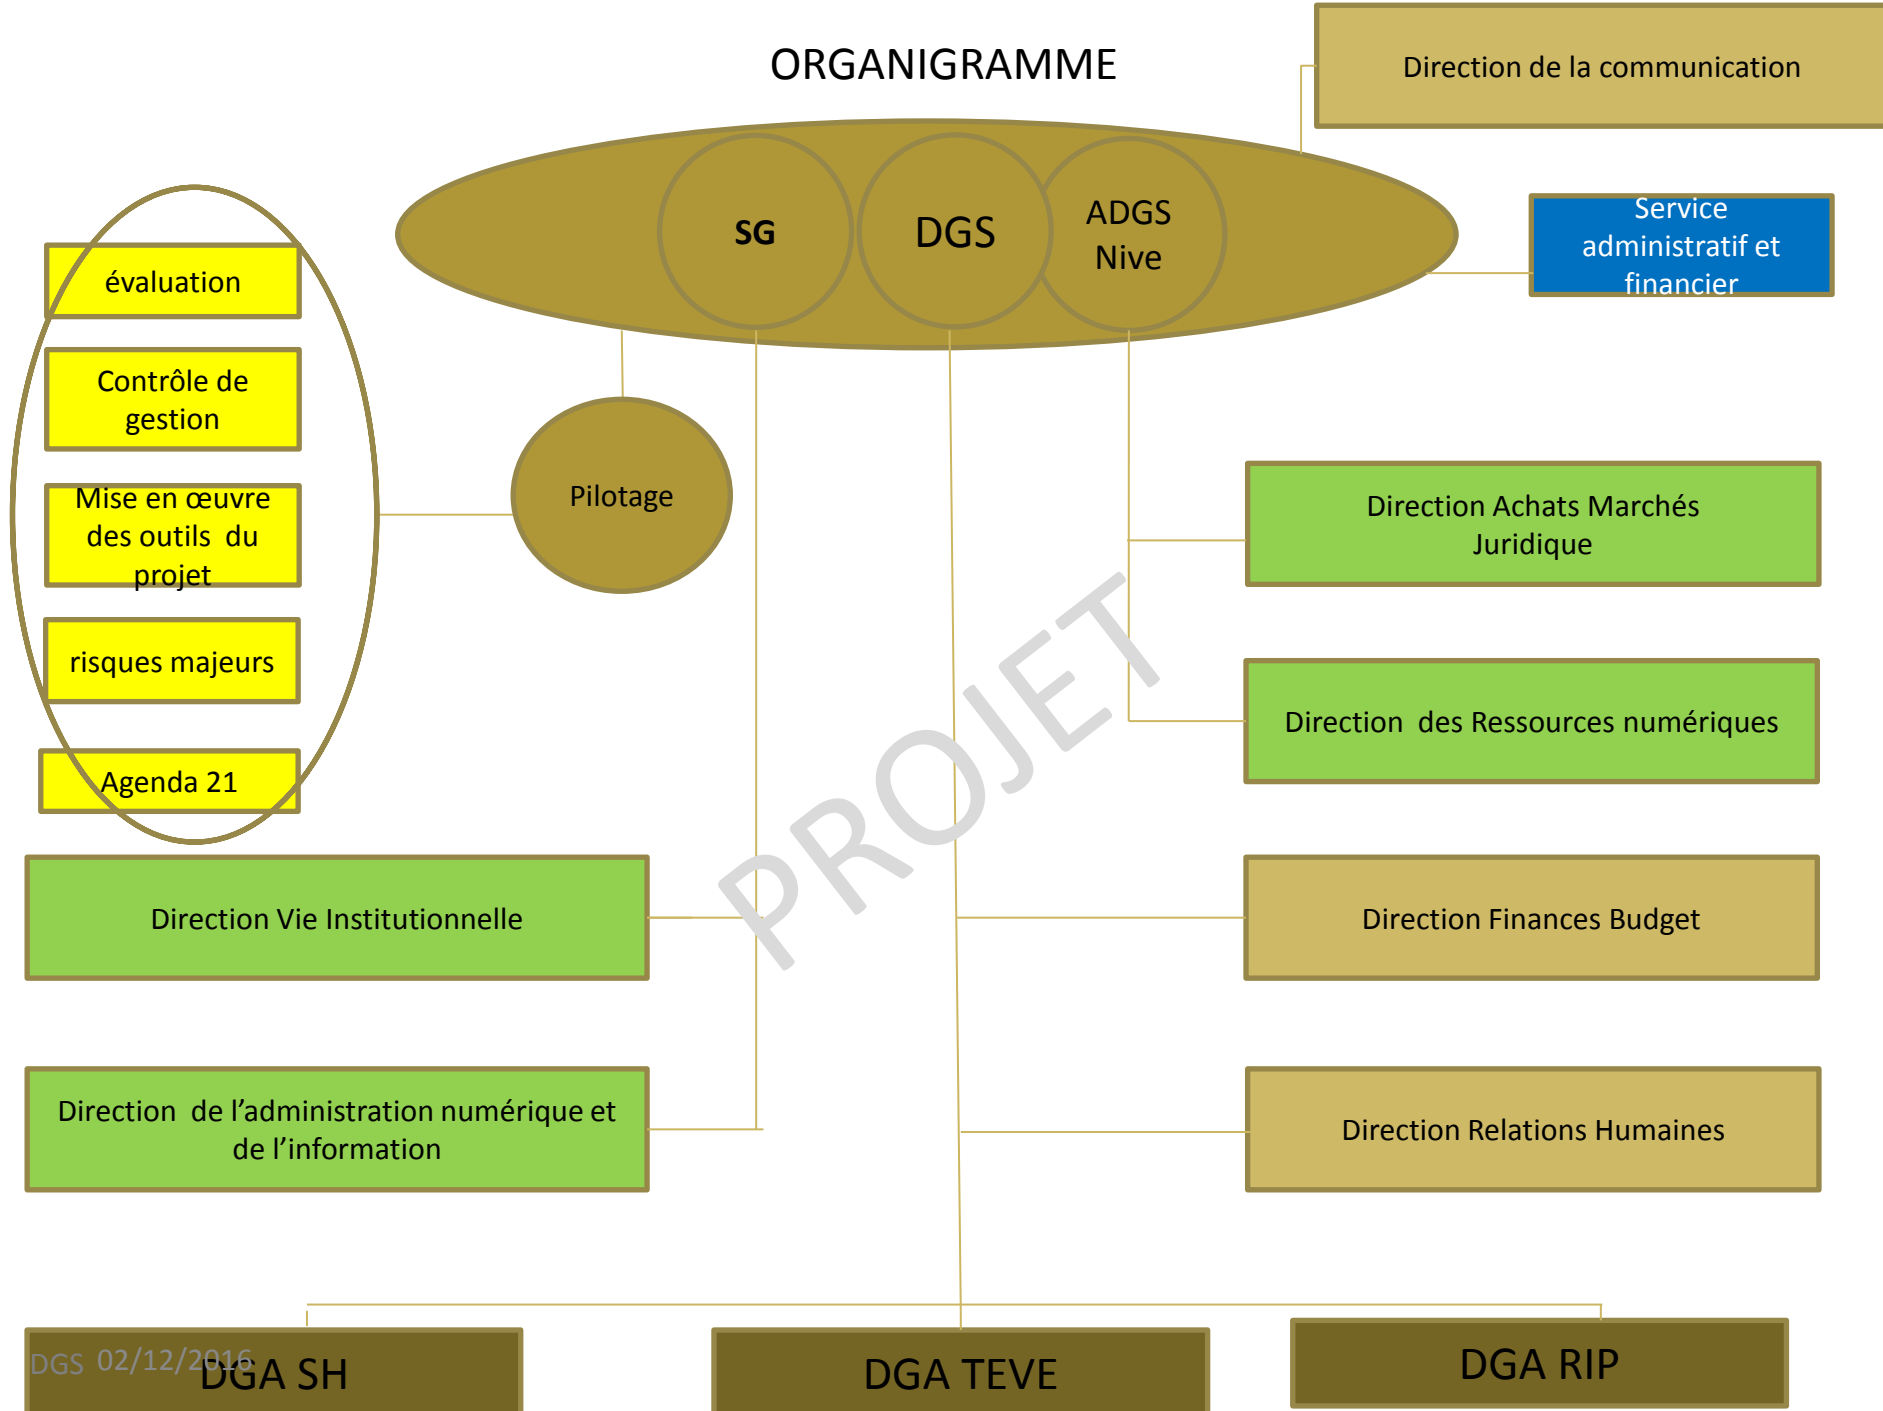 ORGANIGRAMME
Direction de la communication
SG
DGS
ADGS
Nive
Service
administratif et
financier
évaluation
Contrôle de
gestion
Mise en œuvre
des outils  du
projet
risques majeurs
Agenda 21
Pilotage
Direction Achats Marchés
Juridique
Direction  des Ressources numériques
PROJET
Direction Vie Institutionnelle
Direction Finances Budget
Direction  de l’administration numérique et
de l’information
Direction Relations Humaines
DGS 02/12/2016
DGA SH
DGA TEVE
DGA RIP